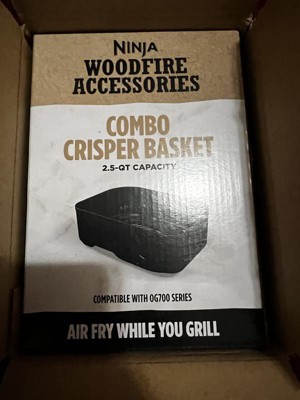 NINJA
WOODFIRE
ACCESSORIES
COMBO
CRISPER BASKET
2.5-QT CAPACITY
COMPATIBLE WITH OG700 SERIES
AIR FRY WHILE YOU GRILL